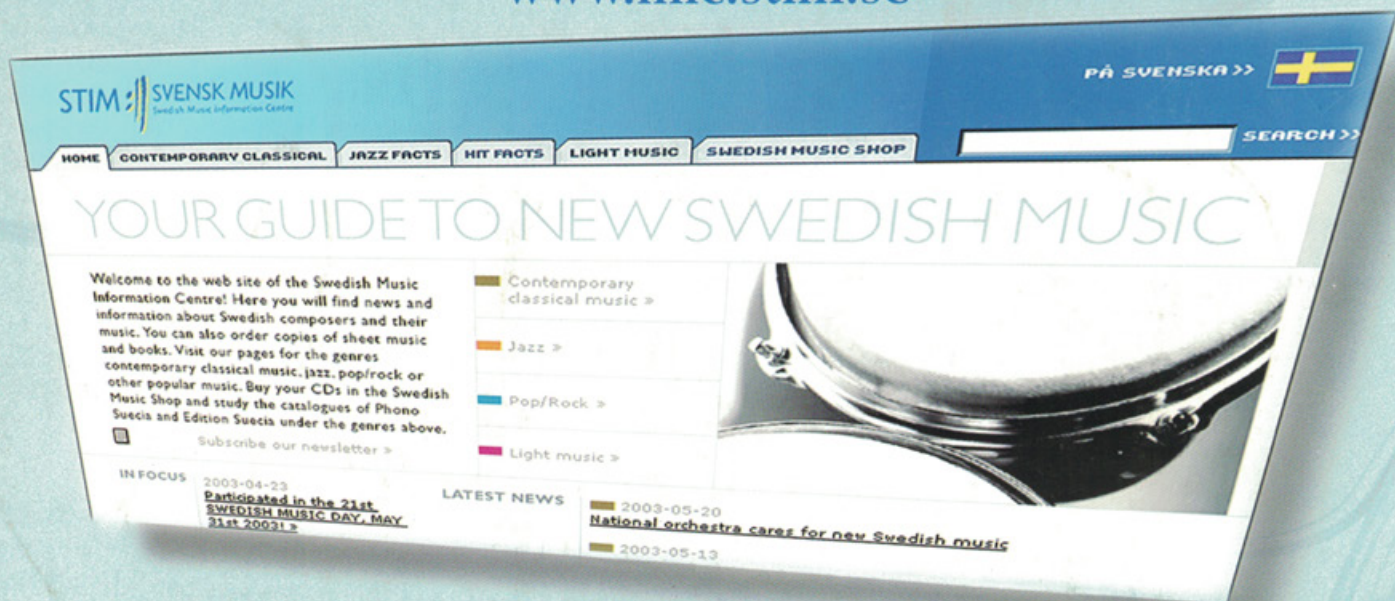 www.mic.stim.se
STIM
SVENSK MUSIK
Swedish Music Information Centre
PÅ SVENSKA >>
SEARCH >>
HOME
CONTEMPORARY CLASSICAL
JAZZ FACTS
HIT FACTS
LIGHT MUSIC
SWEDISH MUSIC SHOP
YOUR GUIDE TO NEW SWEDISH MUSIC
Welcome to the web site of the Swedish Music
Information Centre! Here you will find news and
information about Swedish composers and their
music. You can also order copies of sheet music
and books. Visit our pages for the genres
contemporary classical music, jazz, pop/rock or
other popular music. Buy your CDs in the Swedish
Music Shop and study the catalogues of Phono
Suecia and Edition Suecia under the genres above.
Subscribe our newsletter »
Contemporary
classical music »
Jazz »
Pop/Rock »
Light music »
IN FOCUS
2003-04-23
Participated in the 21st
SWEDISH MUSIC DAY, MAY
31st 2003! »
LATEST NEWS
2003-05-20
National orchestra cares for new Swedish music
2003-05-13